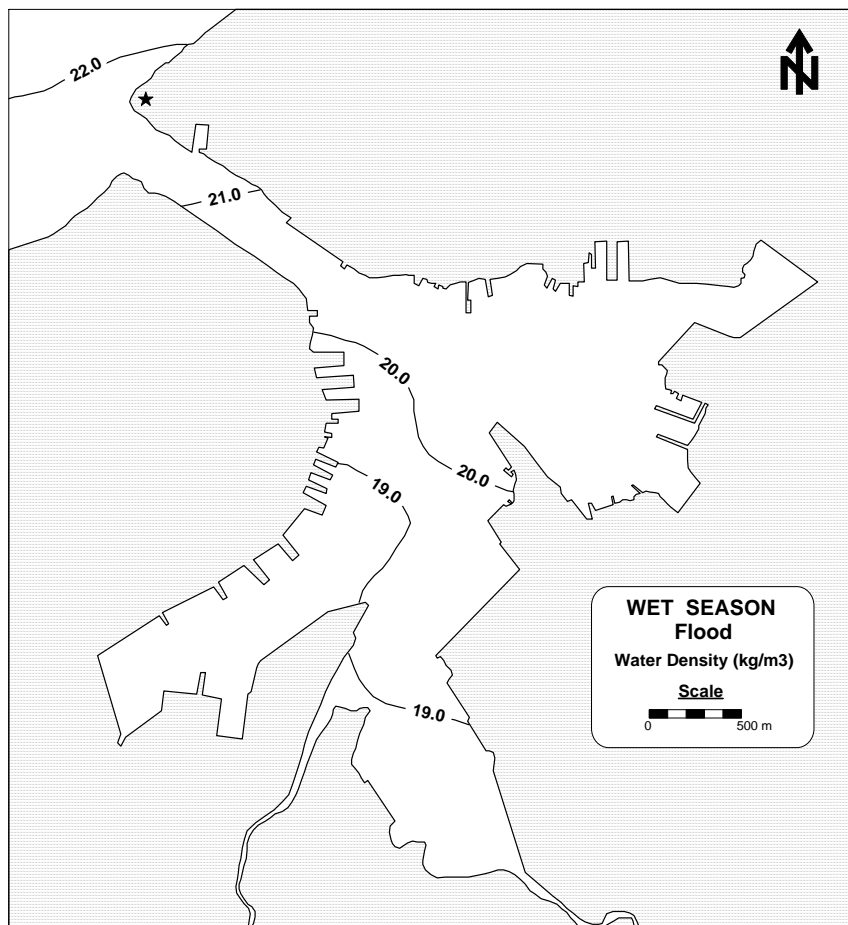 22.0
N
21.0
20.0
20.0
19.0
19.0
WET SEASON
Flood
Water Density (kg/m3)
Scale
0 500 m